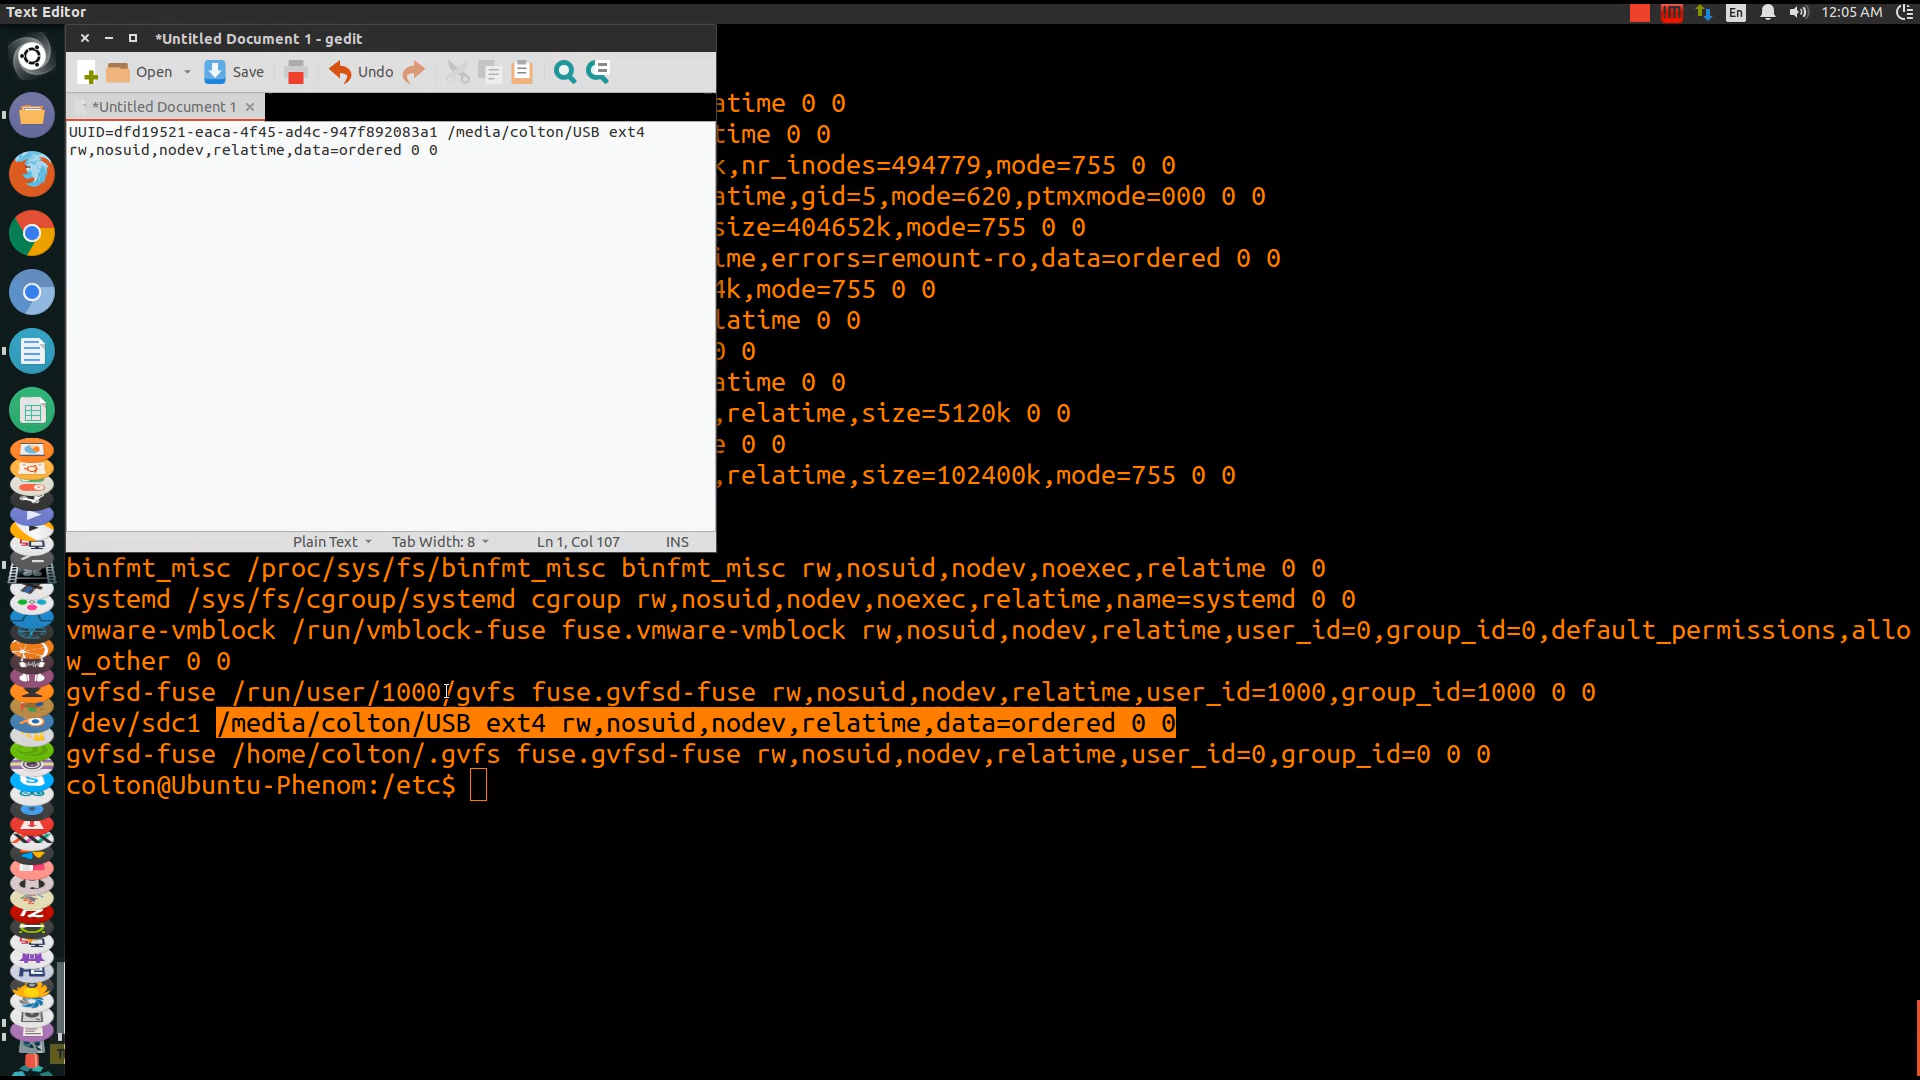 Text Editor
En
12:05 AM
*Untitled Document 1 - gedit
Open Save Undo
*Untitled Document 1
UUID=dfd19521-eaca-4f45-ad4c-947f892083a1 /media/colton/USB ext4
rw,nosuid,nodev,relatime,data=ordered 0 0
Plain Text Tab Width: 8 Ln 1, Col 107 INS
atime 0 0
time 0 0
k,nr_inodes=494779,mode=755 0 0
atime,gid=5,mode=620,ptmxmode=000 0 0
size=404652k,mode=755 0 0
ime,errors=remount-ro,data=ordered 0 0
4k,mode=755 0 0
latime 0 0
0 0
atime 0 0
,relatime,size=5120k 0 0
e 0 0
,relatime,size=102400k,mode=755 0 0
binfmt_misc /proc/sys/fs/binfmt_misc binfmt_misc rw,nosuid,nodev,noexec,relatime 0 0
systemd /sys/fs/cgroup/systemd cgroup rw,nosuid,nodev,noexec,relatime,name=systemd 0 0
vmware-vmblock /run/vmblock-fuse fuse.vmware-vmblock rw,nosuid,nodev,relatime,user_id=0,group_id=0,default_permissions,allo
w_other 0 0
gvfsd-fuse /run/user/1000/gvfs fuse.gvfsd-fuse rw,nosuid,nodev,relatime,user_id=1000,group_id=1000 0 0
/dev/sdc1 /media/colton/USB ext4 rw,nosuid,nodev,relatime,data=ordered 0 0
gvfsd-fuse /home/colton/.gvfs fuse.gvfsd-fuse rw,nosuid,nodev,relatime,user_id=0,group_id=0 0 0
colton@Ubuntu-Phenom:/etc$